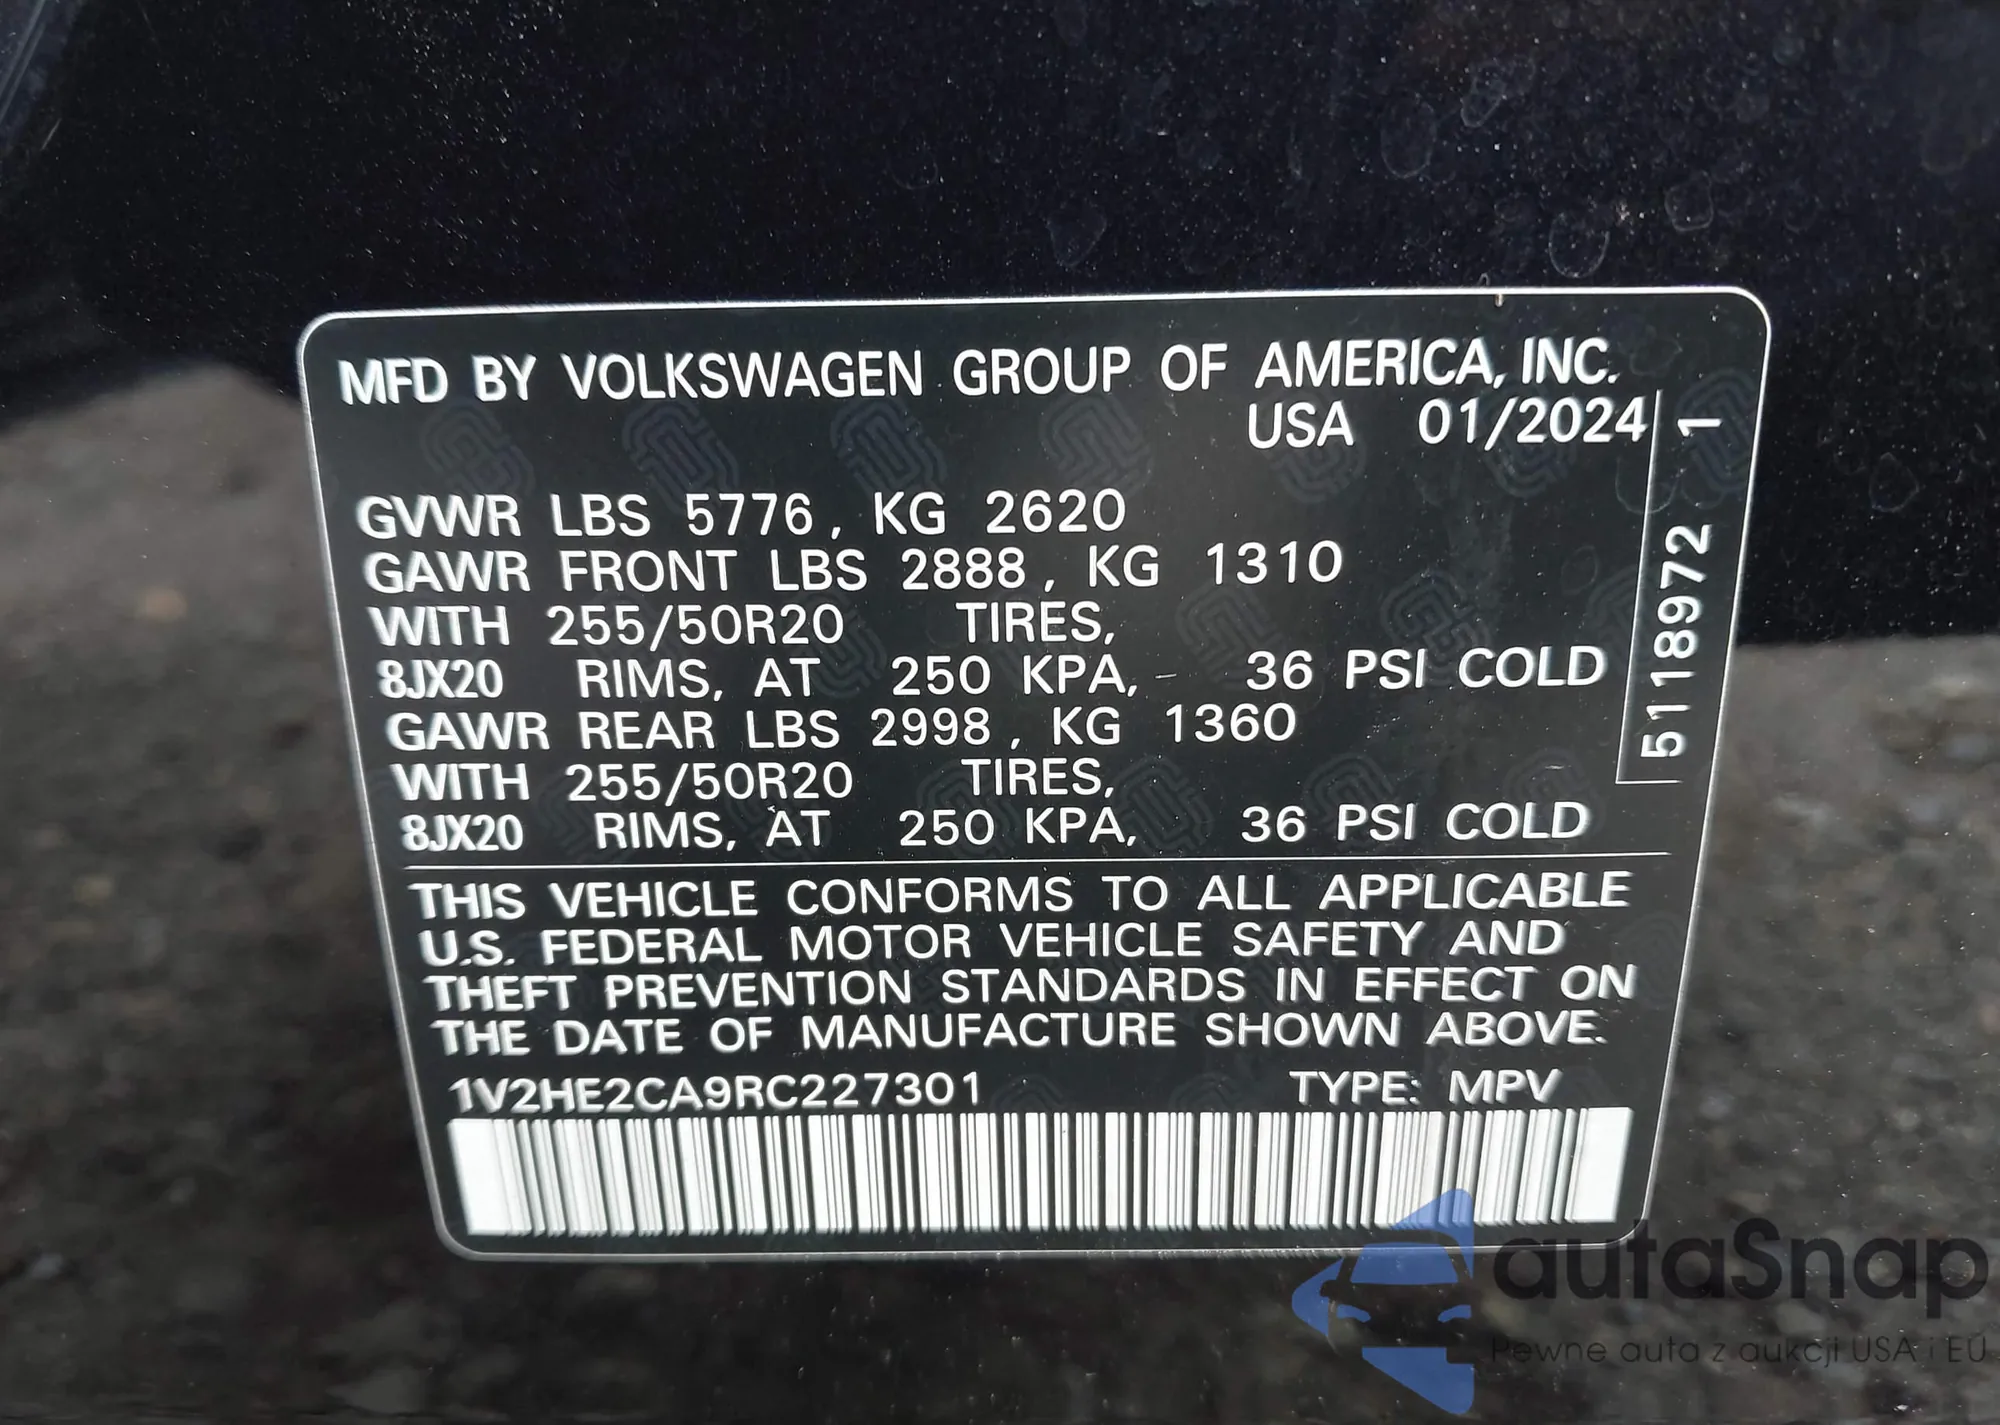 MFD BY VOLKSWAGEN GROUP OF AMERICA, INC.
USA 01/2024
GVWR LBS 5776, KG 2620
GAWR FRONT LBS 2888, KG 1310
WITH 255/50R20 TIRES,
8JX20 RIMS, AT 250 KPA, 36 PSI COLD
GAWR REAR LBS 2998, KG 1360
WITH 255/50R20 TIRES,
8JX20 RIMS, AT 250 KPA, 36 PSI COLD
5118972 1
THIS VEHICLE CONFORMS TO ALL APPLICABLE
U.S. FEDERAL MOTOR VEHICLE SAFETY AND
THEFT PREVENTION STANDARDS IN EFFECT ON
THE DATE OF MANUFACTURE SHOWN ABOVE.
1V2HE2CA9RC227301 TYPE: MPV
autaSnap
Pewne auta z aukcji USA i EU